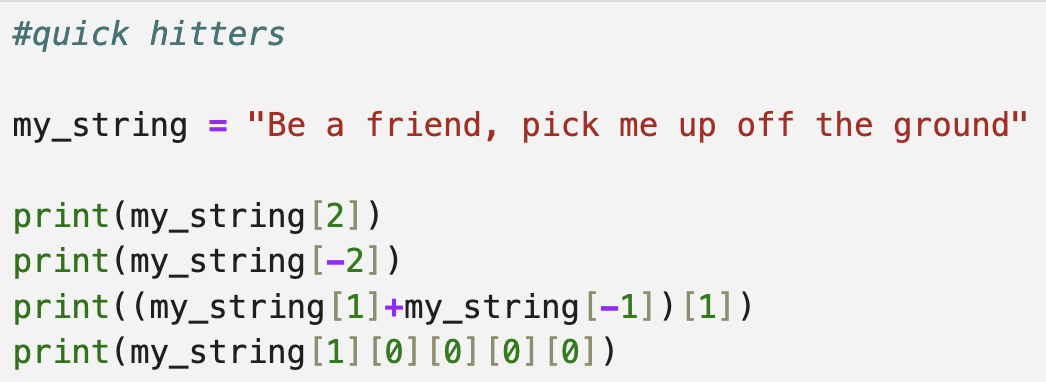 #quick hitters
my_string = "Be a friend, pick me up off the ground"
print(my_string[2])
print(my_string[-2])
print((my_string[1]+my_string[-1])[1])
print(my_string[1][0][0][0][0])